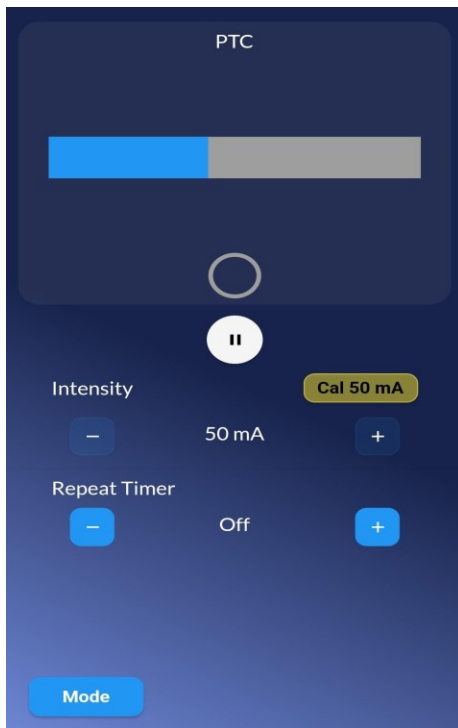 PTC
Intensity
Cal 50 mA
− 50 mA +
Repeat Timer
− Off +
Mode